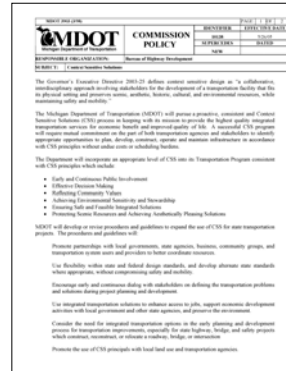 MDOT 2903 (4/98) PAGE 1 OF 2
MDOT
Michigan Department of Transportation
COMMISSION
POLICY
IDENTIFIER EFFECTIVE DATE
10138
SUPERCEDES DATED
NEW
RESPONSIBLE ORGANIZATION: Bureau of Highway Development
SUBJECT: Context Sensitive Solutions
The Governor's Executive Directive 2003-25 defines context sensitive design as "a collaborative,
interdisciplinary approach involving stakeholders for the development of a transportation facility that fits
its physical setting and preserves scenic, aesthetic, historic, cultural, and environmental resources, while
maintaining safety and mobility."
The Michigan Department of Transportation (MDOT) will pursue a proactive, consistent and Context
Sensitive Solutions (CSS) process in keeping with its mission to provide the highest quality integrated
transportation services for economic benefit and improved quality of life. A successful CSS program
will require mutual commitment on the part of both transportation agencies and stakeholders to identify
appropriate opportunities to plan, develop, construct, operate and maintain infrastructure in accordance
with CSS principles without undue costs or scheduling burdens.
The Department will incorporate an appropriate level of CSS into its Transportation Program consistent
with CSS principles which include:
• Early and Continuous Public Involvement
• Effective Decision Making
• Reflecting Community Values
• Achieving Environmental Sensitivity and Stewardship
• Ensuring Safe and Feasible Integrated Solutions
• Protecting Scenic Resources and Achieving Aesthetically Pleasing Solutions
MDOT will develop or revise procedures and guidelines to expand the use of CSS for state transportation
projects. The procedures and guidelines will:
Promote partnerships with local governments, state agencies, business, community groups, and
transportation system users and providers to better coordinate resources.
Use flexibility within state and federal design standards, and develop alternate state standards
where appropriate, without compromising safety and mobility.
Encourage early and continuous dialog with stakeholders on defining the transportation problems
and solutions during project planning and development.
Use integrated transportation solutions to enhance access to jobs, support economic development
activities with local government and other state agencies, and preserve the environment.
Consider the need for integrated transportation options in the early planning and development
process for transportation improvements, especially for state highway, bridge, and safety projects
which construct, reconstruct, or relocate a roadway, bridge, or intersection
Promote the use of CSS principals with local land use and transportation agencies.